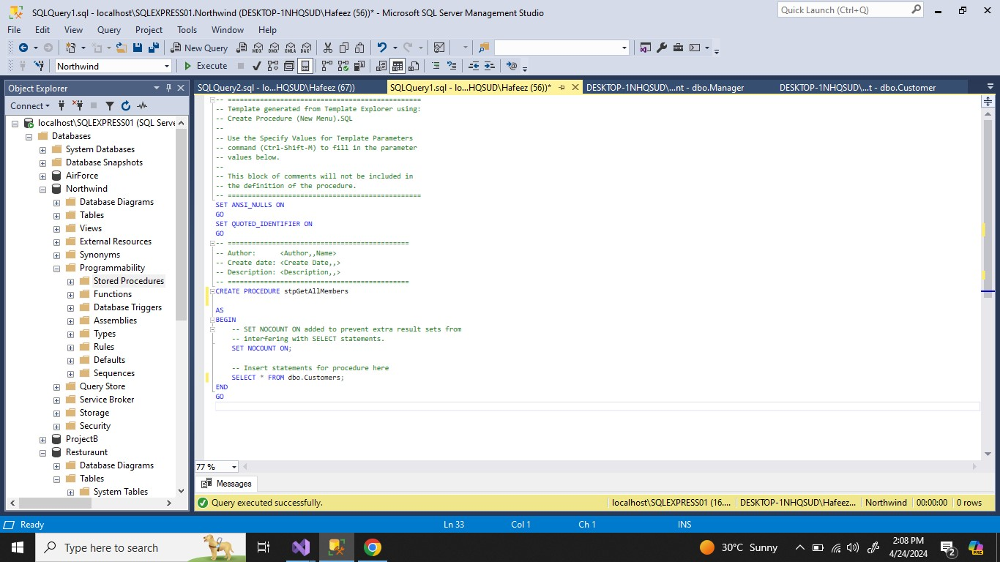 SQLQuery1.sql - localhost\SQLEXPRESS01.Northwind (DESKTOP-1NHQSUD\Hafeez (56))* - Microsoft SQL Server Management Studio
Quick Launch (Ctrl+Q)
File Edit View Query Project Tools Window Help
New Query MDX DMX XMLA DAX
Northwind Execute
Object Explorer
SQLQuery2.sql - lo...HQSUD\Hafeez (67))
SQLQuery1.sql - lo...HQSUD\Hafeez (56))*
DESKTOP-1NHQSUD\...nt - dbo.Manager
DESKTOP-1NHQSUD\...t - dbo.Customer
Connect
localhost\SQLEXPRESS01 (SQL Serve
Databases
System Databases
Database Snapshots
AirForce
Northwind
Database Diagrams
Tables
Views
External Resources
Synonyms
Programmability
Stored Procedures
Functions
Database Triggers
Assemblies
Types
Rules
Defaults
Sequences
Query Store
Service Broker
Storage
Security
ProjectB
Resturaunt
Database Diagrams
Tables
System Tables
-- ================================================
-- Template generated from Template Explorer using:
-- Create Procedure (New Menu).SQL
--
-- Use the Specify Values for Template Parameters
-- command (Ctrl-Shift-M) to fill in the parameter
-- values below.
--
-- This block of comments will not be included in
-- the definition of the procedure.
-- ================================================
SET ANSI_NULLS ON
GO
SET QUOTED_IDENTIFIER ON
GO
-- =============================================
-- Author: <Author,,Name>
-- Create date: <Create Date,,>
-- Description: <Description,,>
-- =============================================
CREATE PROCEDURE stpGetAllMembers
AS
BEGIN
-- SET NOCOUNT ON added to prevent extra result sets from
-- interfering with SELECT statements.
SET NOCOUNT ON;
-- Insert statements for procedure here
SELECT * FROM dbo.Customers;
END
GO
77 %
Messages
Query executed successfully.
localhost\SQLEXPRESS01 (16.... DESKTOP-1NHQSUD\Hafeez... Northwind 00:00:00 0 rows
Ready Ln 33 Col 1 Ch 1 INS
Type here to search
30°C Sunny
2:08 PM
4/24/2024
2
PRE